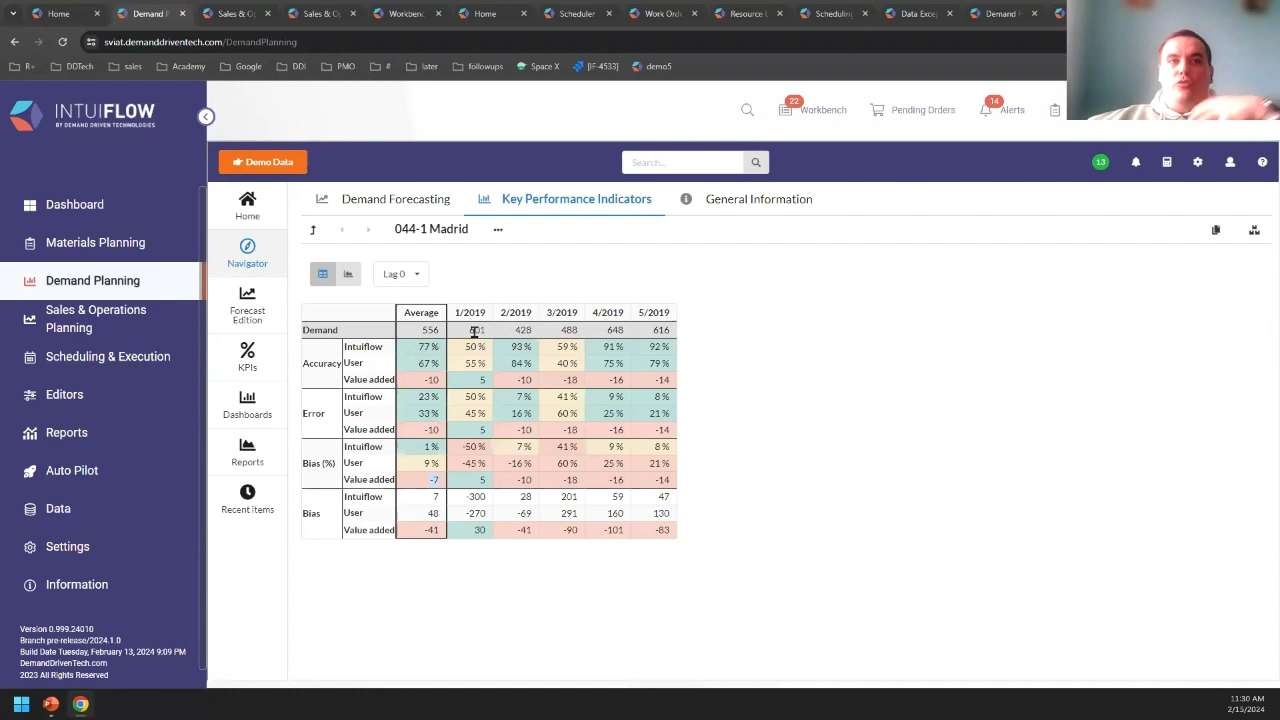 Home
Demand F
Sales & Op
Sales & Op
Workbenc
Home
Scheduler
Work Orde
Resource U
Scheduling
Data Excep
Demand F
sviat.demanddriventech.com/DemandPlanning
R+
DDTech
sales
Academy
Google
DDI
PMO
#
later
followups
Space X
[IF-4533]
demo5
INTUIFLOW
BY DEMAND DRIVEN TECHNOLOGIES
22
Workbench
Pending Orders
14
Alerts
Demo Data
Search...
13
Dashboard
Materials Planning
Demand Planning
Sales & Operations
Planning
Scheduling & Execution
Editors
Reports
Auto Pilot
Data
Settings
Information
Version 0.999.24010
Branch pre-release/2024.1.0
Build Date Tuesday, February 13, 2024 9:09 PM
DemandDrivenTech.com
2023 All Rights Reserved
Home
Navigator
Forecast
Edition
KPIs
Dashboards
Reports
Recent items
Demand Forecasting
Key Performance Indicators
General Information
044-1 Madrid
Lag 0
Average 1/2019 2/2019 3/2019 4/2019 5/2019
Demand 556 428 488 648 616
Accuracy Intuiflow 77 % 50 % 93 % 59 % 91 % 92 %
User 67 % 55 % 84 % 40 % 75 % 79 %
Value added -10 5 -10 -18 -16 -14
Error Intuiflow 23 % 50 % 7 % 41 % 9 % 8 %
User 33 % 45 % 16 % 60 % 25 % 21 %
Value added -10 5 -10 -18 -16 -14
Bias (%) Intuiflow 1 % -50 % 7 % 41 % 9 % 8 %
User 9 % -45 % -16 % 60 % 25 % 21 %
Value added -7 5 -10 -18 -16 -14
Bias Intuiflow 7 -300 28 201 59 47
User 48 -270 -69 291 160 130
Value added -41 30 -41 -90 -101 -83
11:30 AM
2/15/2024